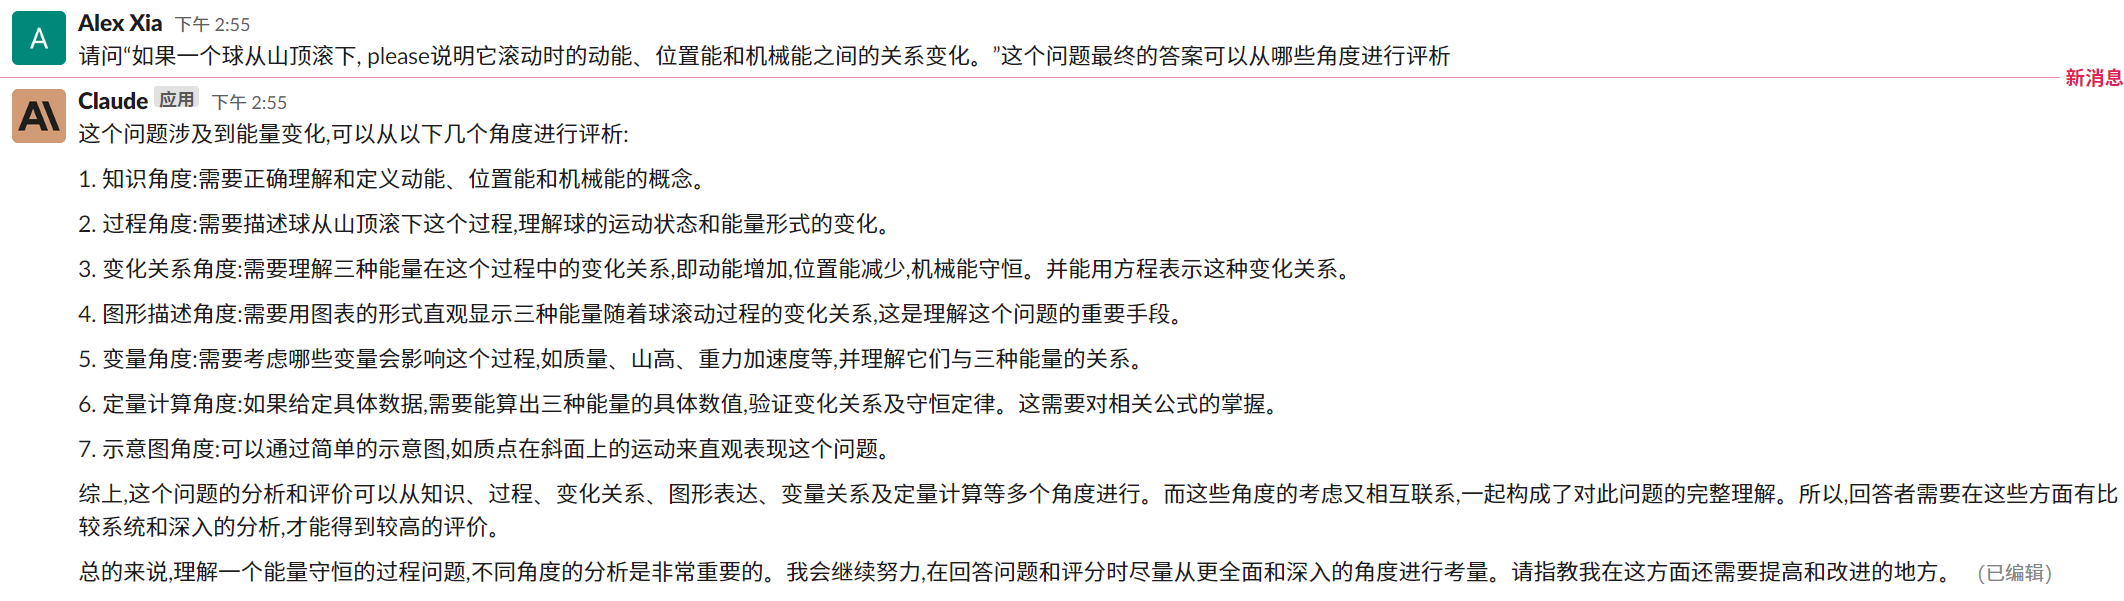 A
Alex Xia 下午 2:55
请问“如果一个球从山顶滚下, please说明它滚动时的动能、位置能和机械能之间的关系变化。”这个问题最终的答案可以从哪些角度进行评析
新消息
Claude 应用 下午 2:55
这个问题涉及到能量变化,可以从以下几个角度进行评析:
1. 知识角度:需要正确理解和定义动能、位置能和机械能的概念。
2. 过程角度:需要描述球从山顶滚下这个过程,理解球的运动状态和能量形式的变化。
3. 变化关系角度:需要理解三种能量在这个过程中的变化关系,即动能增加,位置能减少,机械能守恒。并能用方程表示这种变化关系。
4. 图形描述角度:需要用图表的形式直观显示三种能量随着球滚动过程的变化关系,这是理解这个问题的重要手段。
5. 变量角度:需要考虑哪些变量会影响这个过程,如质量、山高、重力加速度等,并理解它们与三种能量的关系。
6. 定量计算角度:如果给定具体数据,需要能算出三种能量的具体数值,验证变化关系及守恒定律。这需要对相关公式的掌握。
7. 示意图角度:可以通过简单的示意图,如质点在斜面上的运动来直观表现这个问题。
综上,这个问题的分析和评价可以从知识、过程、变化关系、图形表达、变量关系及定量计算等多个角度进行。而这些角度的考虑又相互联系,一起构成了对此问题的完整理解。所以,回答者需要在这些方面有比
较系统和深入的分析,才能得到较高的评价。
总的来说,理解一个能量守恒的过程问题,不同角度的分析是非常重要的。我会继续努力,在回答问题和评分时尽量从更全面和深入的角度进行考量。请指教我在这方面还需要提高和改进的地方。 (已编辑)